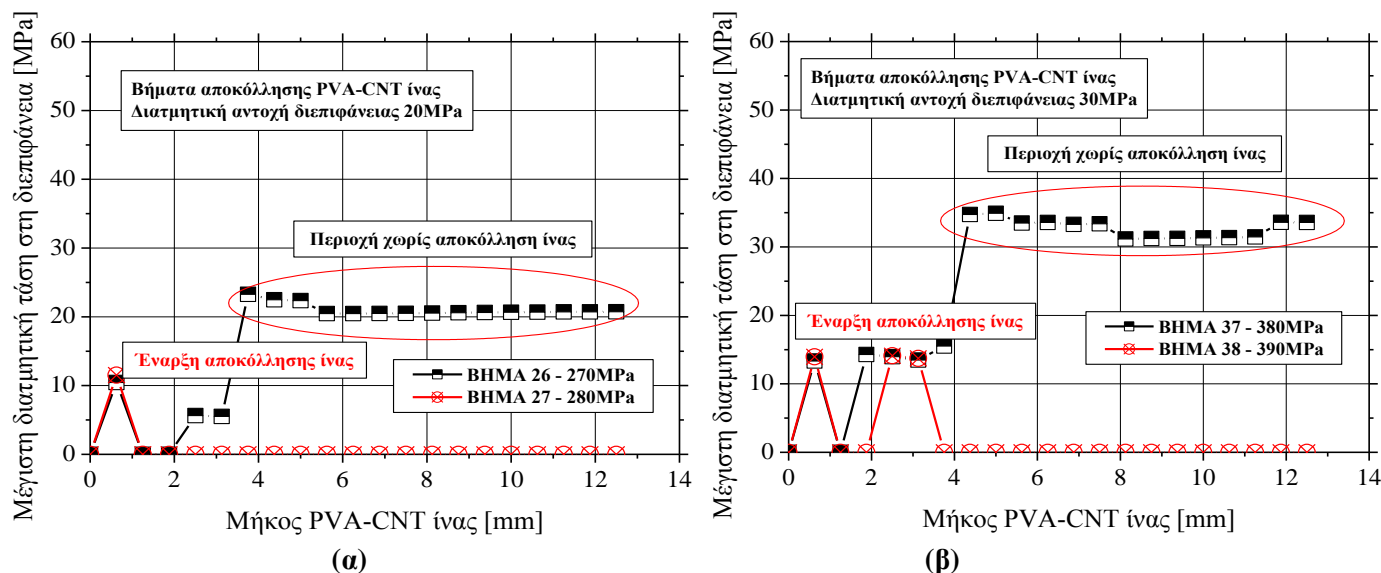 Μέγιστη διατμητική τάση στη διεπιφάνεια [MPa]
60
50
40
30
20
10
0
Βήματα αποκόλλησης PVA-CNT ίνας
Διατμητική αντοχή διεπιφάνειας 20MPa
Περιοχή χωρίς αποκόλληση ίνας
Έναρξη αποκόλλησης ίνας
ΒΗΜΑ 26 - 270MPa
ΒΗΜΑ 27 - 280MPa
0 2 4 6 8 10 12 14
Μήκος PVA-CNT ίνας [mm]
(α)
Μέγιστη διατμητική τάση στη διεπιφάνεια [MPa]
60
50
40
30
20
10
0
Βήματα αποκόλλησης PVA-CNT ίνας
Διατμητική αντοχή διεπιφάνειας 30MPa
Περιοχή χωρίς αποκόλληση ίνας
Έναρξη αποκόλλησης ίνας
ΒΗΜΑ 37 - 380MPa
ΒΗΜΑ 38 - 390MPa
0 2 4 6 8 10 12 14
Μήκος PVA-CNT ίνας [mm]
(β)